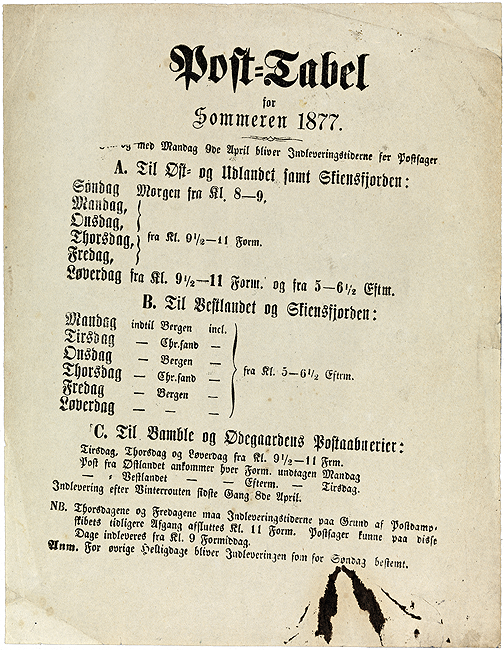 Post-Tabel
for
Sommeren 1877.
og med Mandag 9de April bliver Indleveringstiderne for Postsager
A. Til Øst- og Udlandet samt Skiensfjorden:
Søndag Morgen fra Kl. 8—9,
Mandag,
Onsdag,
Thorsdag, fra Kl. 9½—11 Form.
Fredag,
Løverdag fra Kl. 9½—11 Form. og fra 5—6½ Eftm.
B. Til Vestlandet og Skiensfjorden:
Mandag indtil Bergen incl.
Tirsdag — Chr.sand —
Onsdag — Bergen —
Thorsdag — Chr.sand — fra Kl. 5—6½ Eftrm.
Fredag — Bergen —
Løverdag — — —
C. Til Bamble og Ødegaardens Postaabnerier:
Tirsdag, Thorsdag og Løverdag fra Kl. 9½—11 Frm.
Post fra Østlandet ankommer hver Form. undtagen Mandag
— „ Vestlandet — — Efterm. — Tirsdag.
Indlevering efter Vinterrouten sidste Gang 8de April.
NB. Thorsdagene og Fredagene maa Indleveringstiderne paa Grund af Postdamp-
skibets tidligere Afgang afsluttes Kl. 11 Form. Postsager kunne paa disse
Dage indleveres fra Kl. 9 Formiddag.
Anm. For øvrige Helligdage bliver Indleveringen som for Søndag bestemt.